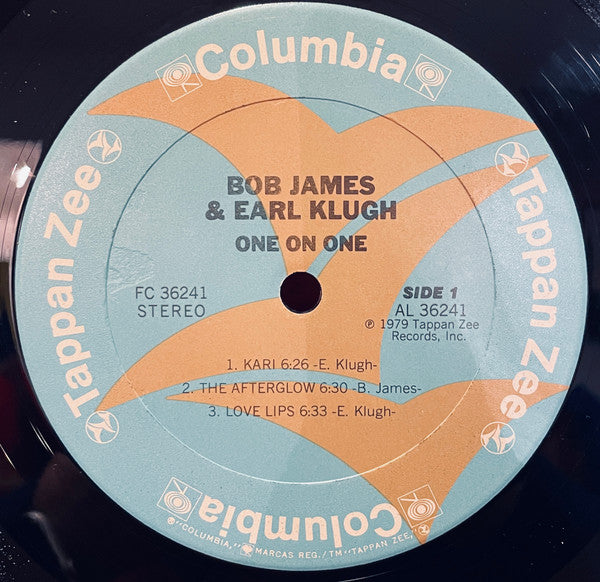 Columbia
Tappan Zee
Tappan Zee
BOB JAMES
& EARL KLUGH
ONE ON ONE
FC 36241
STEREO
SIDE 1
AL 36241
℗ 1979 Tappan Zee
Records, Inc.
1. KARI 6:26 -E. Klugh-
2. THE AFTERGLOW 6:30 -B. James-
3. LOVE LIPS 6:33 -E. Klugh-
Columbia
®"COLUMBIA," MARCAS REG./TM "TAPPAN ZEE,"